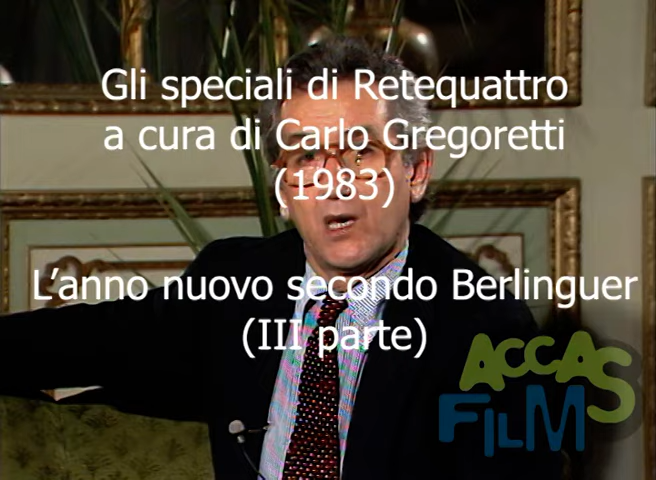 Gli speciali di Retequattro
a cura di Carlo Gregoretti
(1983)
L'anno nuovo secondo Berlinguer
(III parte)
ACCAS
FILM